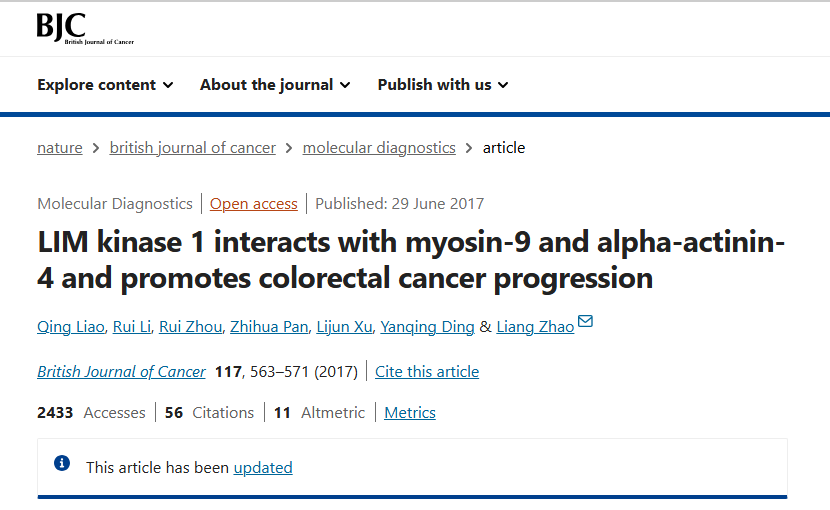 BJC
British Journal of Cancer
Explore content About the journal Publish with us
nature > british journal of cancer > molecular diagnostics > article
Molecular Diagnostics | Open access | Published: 29 June 2017
LIM kinase 1 interacts with myosin-9 and alpha-actinin-
4 and promotes colorectal cancer progression
Qing Liao, Rui Li, Rui Zhou, Zhihua Pan, Lijun Xu, Yanqing Ding & Liang Zhao
British Journal of Cancer 117, 563–571 (2017) | Cite this article
2433 Accesses | 56 Citations | 11 Altmetric | Metrics
This article has been updated